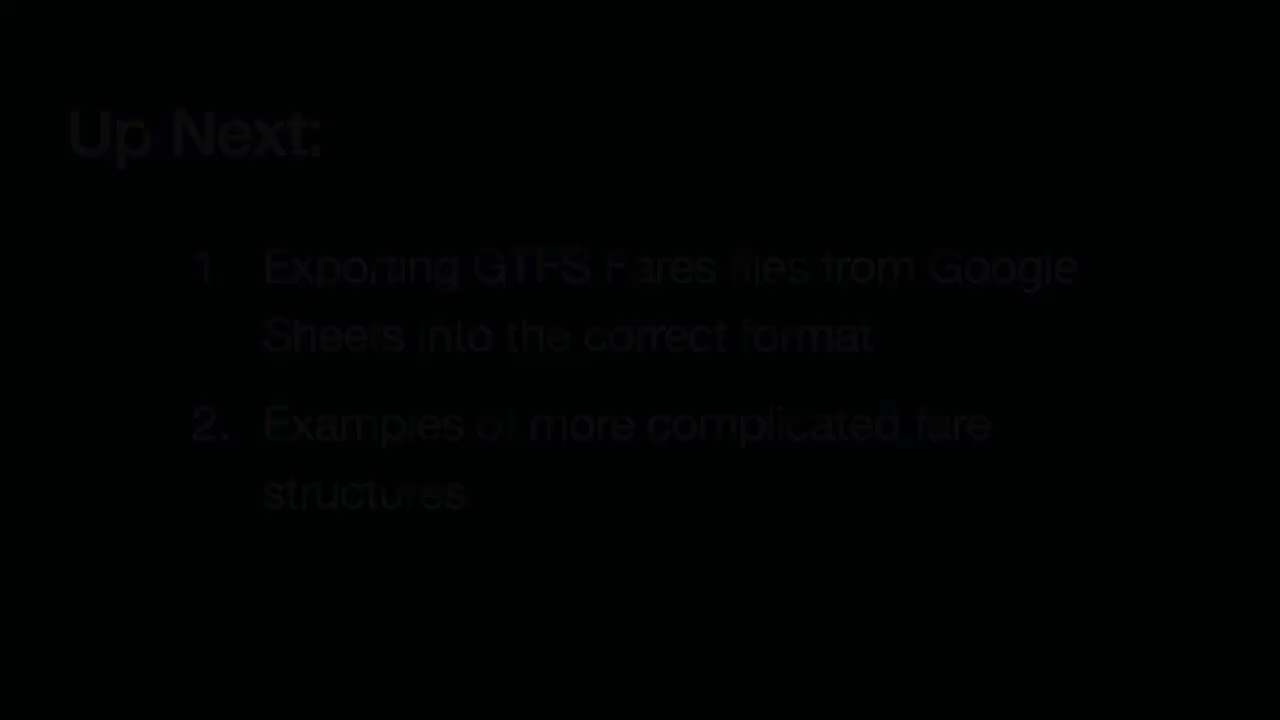 Up Next:
1. Exporting GTFS Fares files from Google
Sheets into the correct format
2. Examples of more complicated fare
structures